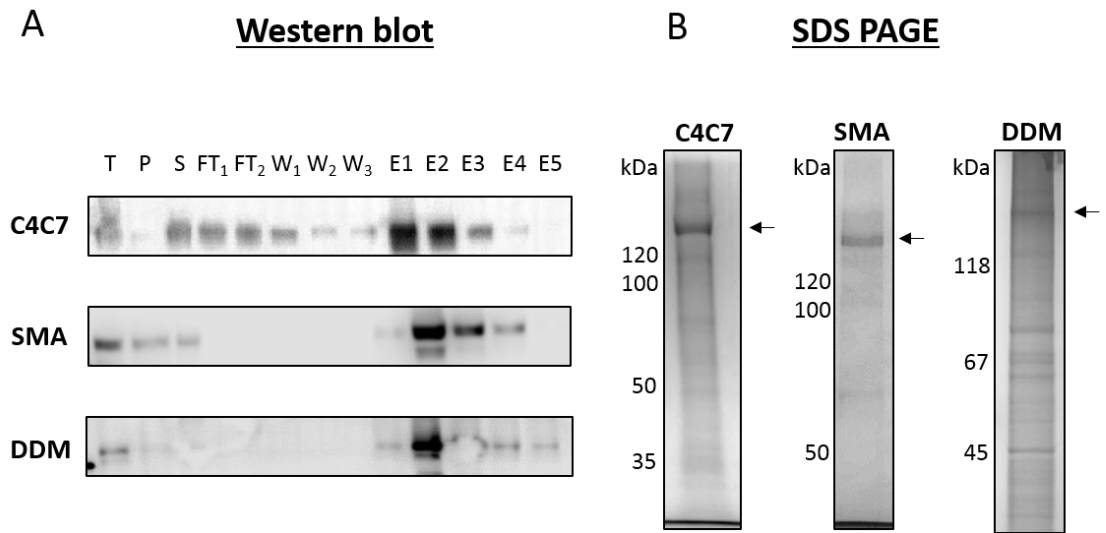 A
Western blot
T P S FT₁ FT₂ W₁ W₂ W₃ E1 E2 E3 E4 E5
C4C7
SMA
DDM
B
SDS PAGE
C4C7
kDa
120
100
50
35
SMA
kDa
120
100
50
DDM
kDa
118
67
45